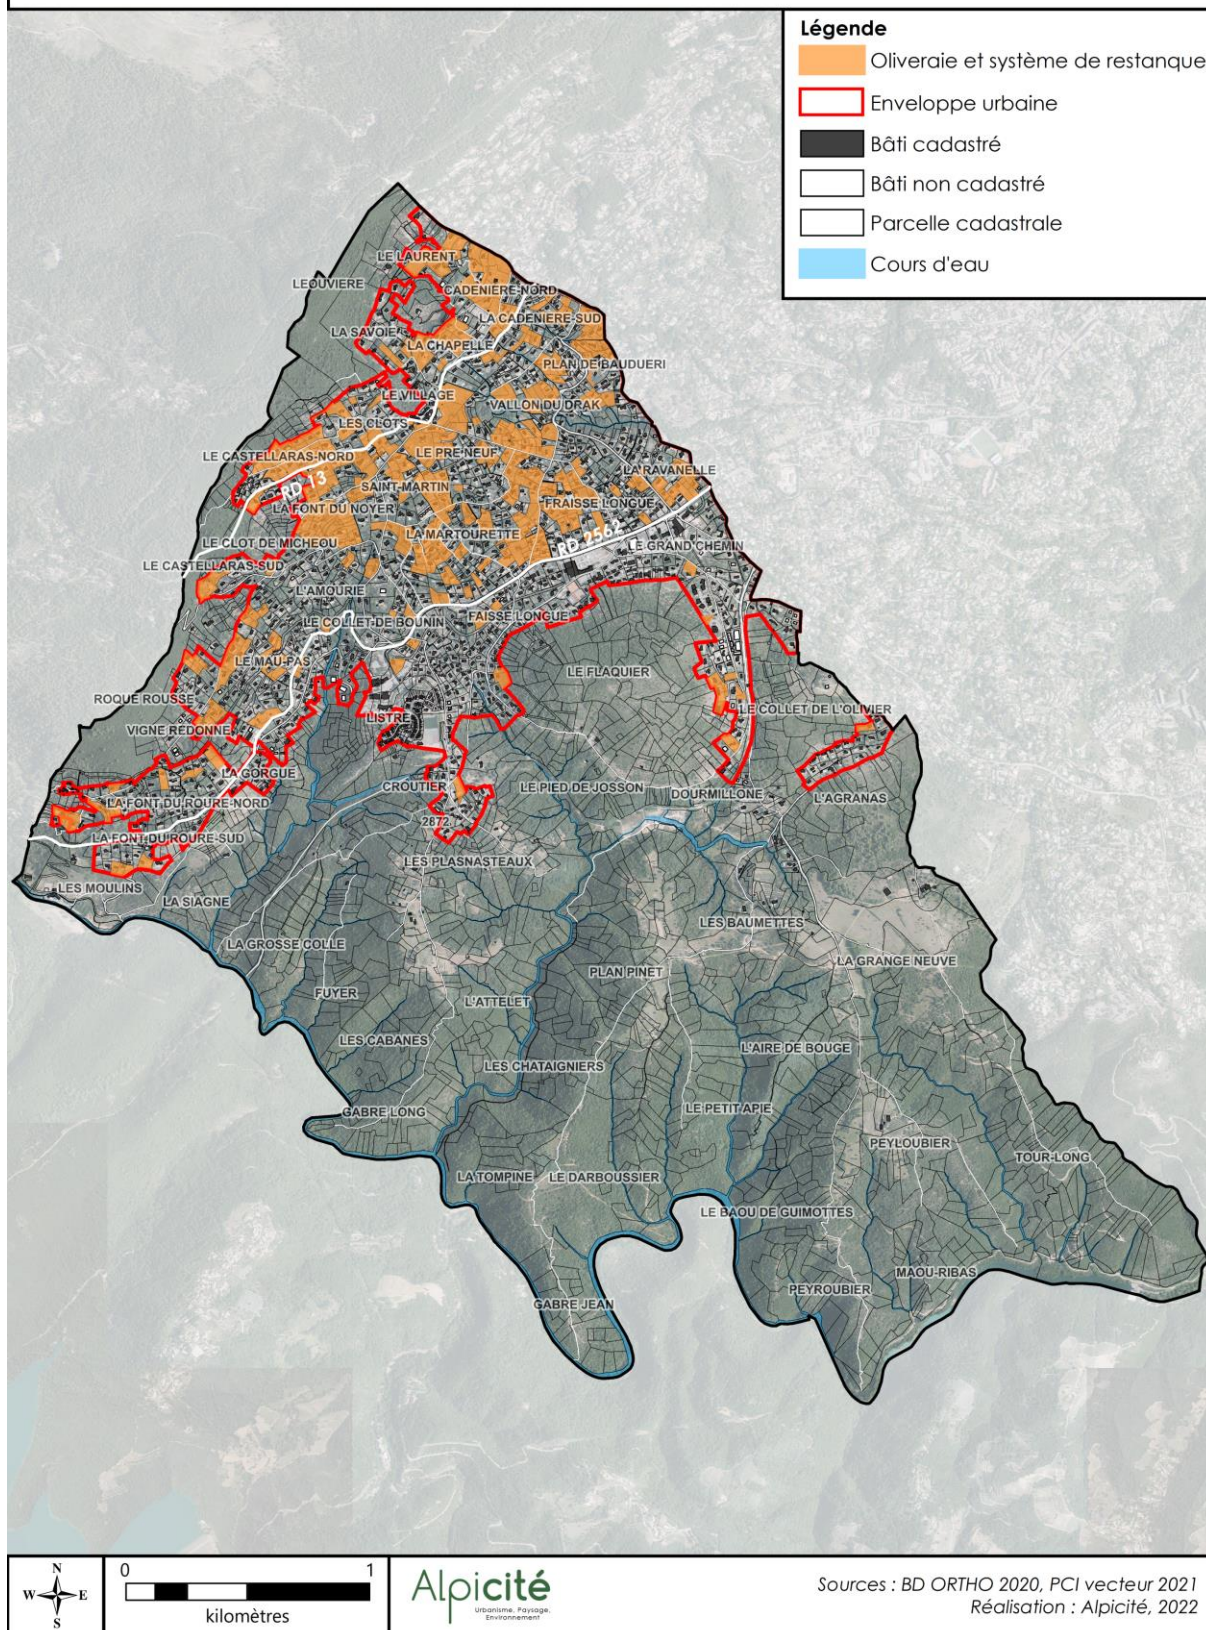 Légende
Oliveraie et système de restanque
Enveloppe urbaine
Bâti cadastré
Bâti non cadastré
Parcelle cadastrale
Cours d'eau
LE LAURENT
LEOUVIERE
CADENIERE-NORD
LA CADENIERE-SUD
LA SAVOIE
LA CHAPELLE
PLAN DE BAUDUERI
LE VILLAGE
VALLON DU DRAK
LES CLOTS
LE CASTELLARAS-NORD
LE PRE NEUF
LA RAVANELLE
RD 13
SAINT-MARTIN
LA FONT DU NOYER
FRAISSE LONGUE
LA MARTOURETTE
RD 2562
LE CLOT DE MICHEOU
LE GRAND CHEMIN
LE CASTELLARAS-SUD
L'AMOURIE
LE COLLET DE BOUNIN
FAISSE LONGUE
LE MAU-PAS
LE FLAQUIER
ROQUE ROUSSE
LE COLLET DE L'OLIVIER
LISTRE
VIGNE REDONNE
LA GORGUE
CROUTIER
LE PIED DE JOSSON
DOURMILLONE
L'AGRANAS
LA FONT DU ROURE-NORD
2872
LA FONT DU ROURE-SUD
LES PLASNASTEAUX
LES MOULINS
LA SIAGNE
LES BAUMETTES
LA GROSSE COLLE
LA GRANGE NEUVE
PLAN PINET
FUYER
L'ATTELET
LES CABANES
L'AIRE DE BOUGE
LES CHATAIGNIERS
GABRE LONG
LE PETIT APIE
PEYLOUBIER
TOUR-LONG
LA TOMPINE
LE DARBOUSSIER
LE BAOU DE GUIMOTTES
MAOU-RIBAS
PEYROUBIER
GABRE JEAN
N
W E
S
0 1
kilomètres
Alpicité
Urbanisme, Paysage,
Environnement
Sources : BD ORTHO 2020, PCI vecteur 2021
Réalisation : Alpicité, 2022